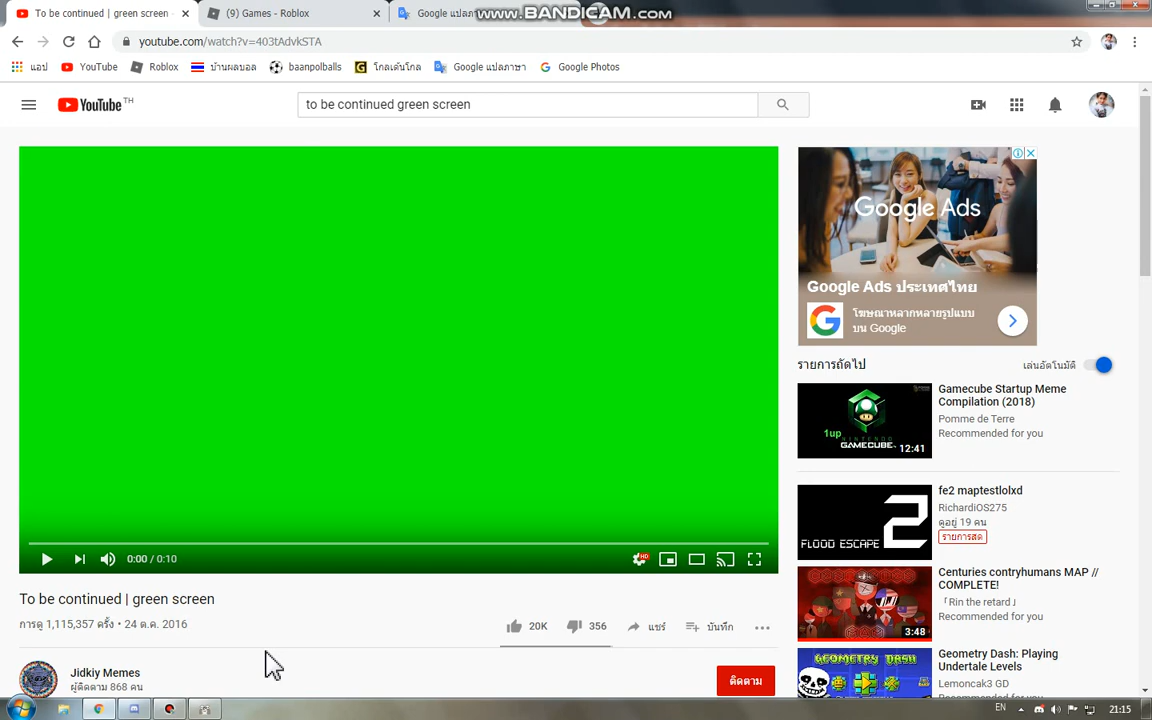 To be continued | green screen -
(9) Games - Roblox
Google แปลภา
www.BANDICAM.com
youtube.com/watch?v=403tAdvkSTA
แอป
YouTube
Roblox
บ้านผลบอล
baanpolballs
โกลเด้นโกล
Google แปลภาษา
Google Photos
YouTube TH
to be continued green screen
Google Ads
Google Ads ประเทศไทย
โฆษณาหลากหลายรูปแบบ
บน Google
รายการถัดไป
เล่นอัตโนมัติ
1up
NINTENDO
GAMECUBE
12:41
Gamecube Startup Meme
Compilation (2018)
Pomme de Terre
Recommended for you
FLOOD ESCAPE 2
fe2 maptestlolxd
RichardiOS275
ดูอยู่ 19 คน
รายการสด
3:48
Centuries contryhumans MAP //
COMPLETE!
「Rin the retard」
Recommended for you
GEOMETRY DASH
Geometry Dash: Playing
Undertale Levels
Lemoncak3 GD
0:00 / 0:10
HD
To be continued | green screen
การดู 1,115,357 ครั้ง • 24 ต.ค. 2016
20K
356
แชร์
บันทึก
Jidkiy Memes
ผู้ติดตาม 868 คน
ติดตาม
EN
21:15